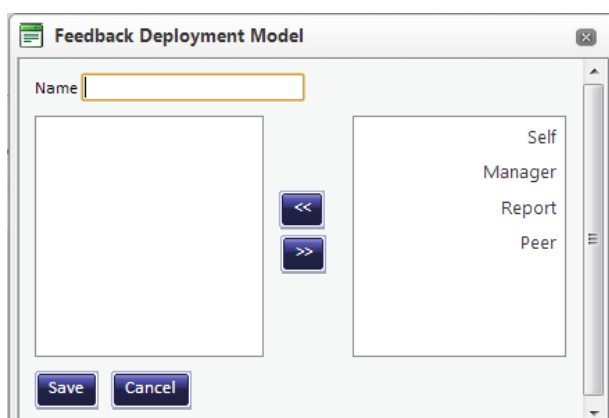 Feedback Deployment Model
Name
Self
Manager
Report
Peer
<<
>>
Save Cancel